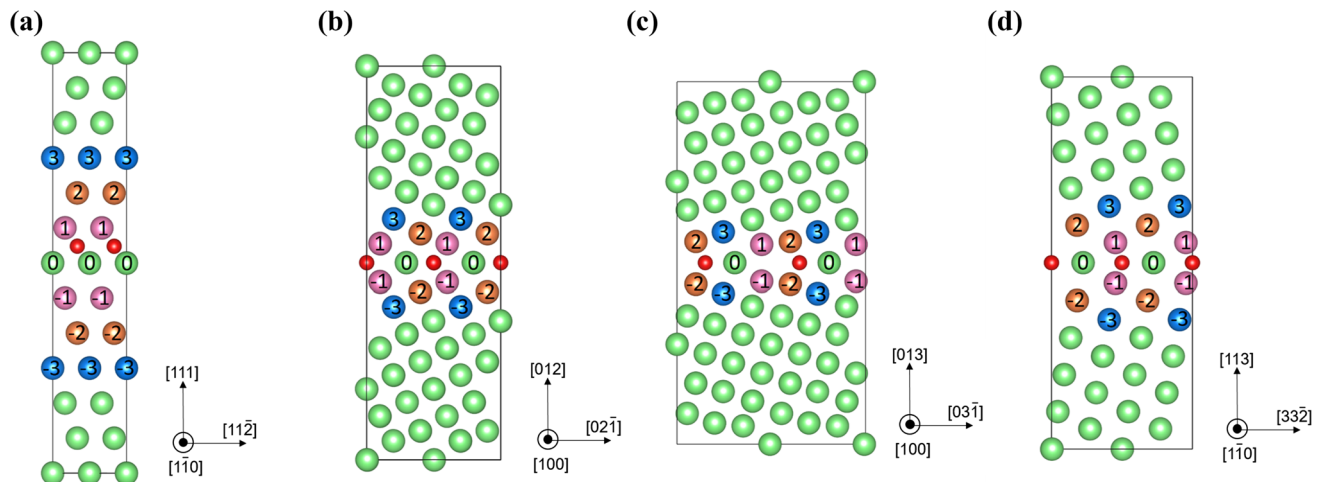 (a) (b) (c) (d)
3 3 3 3 3 3 3 3 3
2 2 2 2 2 2 2 2
1 1 1 1 1 1 1 1
0 0 0 0 0 0 0 0 0
-1 -1 -1 -1 -1 -1 -1 -1
-2 -2 -2 -2 -2 -2 -2 -2
-3 -3 -3 -3 -3 -3 -3 -3 -3
[111] [112̄] [11̄0]
[012] [021̄] [100]
[013] [031̄] [100]
[113] [332̄] [11̄0]